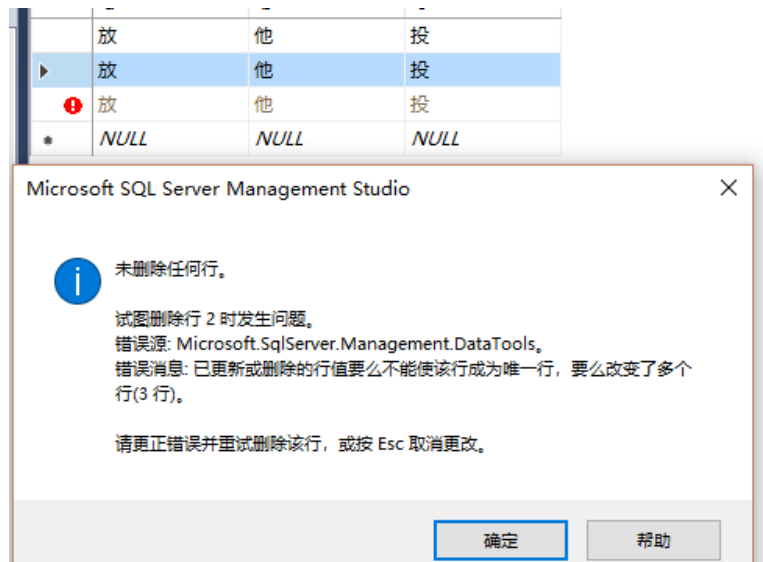 放 他 投
放 他 投
放 他 投
NULL NULL NULL
Microsoft SQL Server Management Studio
未删除任何行。
试图删除行 2 时发生问题。
错误源: Microsoft.SqlServer.Management.DataTools。
错误消息: 已更新或删除的行值要么不能使该行成为唯一行，要么改变了多个
行(3 行)。
请更正错误并重试删除该行，或按 Esc 取消更改。
确定 帮助